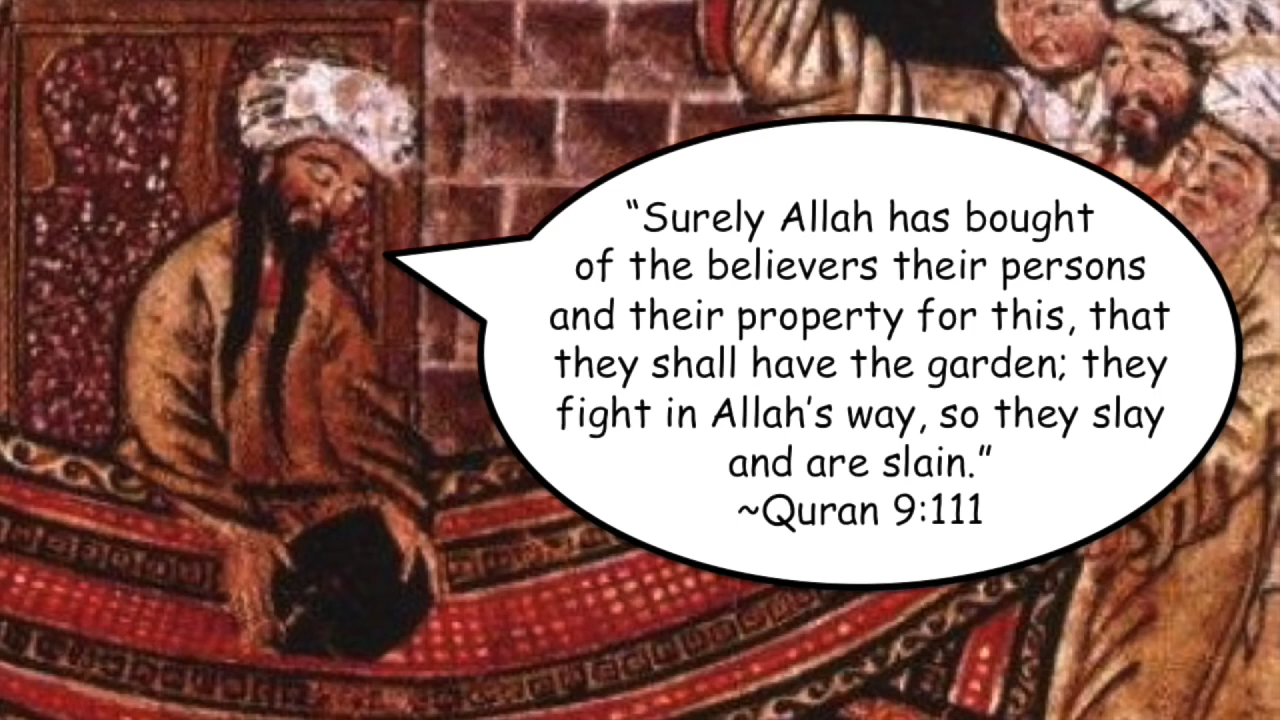 “Surely Allah has bought
of the believers their persons
and their property for this, that
they shall have the garden; they
fight in Allah’s way, so they slay
and are slain.”
~Quran 9:111